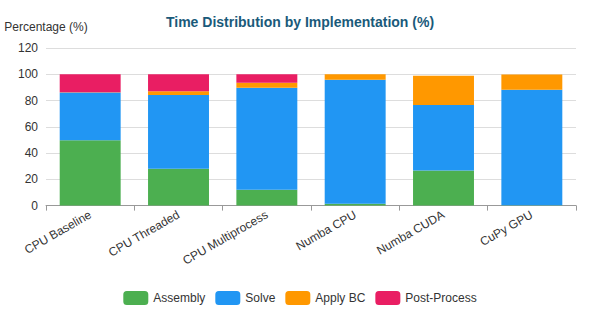 Time Distribution by Implementation (%)
Percentage (%)
120
100
80
60
40
20
0
CPU Baseline
CPU Threaded
CPU Multiprocess
Numba CPU
Numba CUDA
CuPy GPU
Assembly
Solve
Apply BC
Post-Process